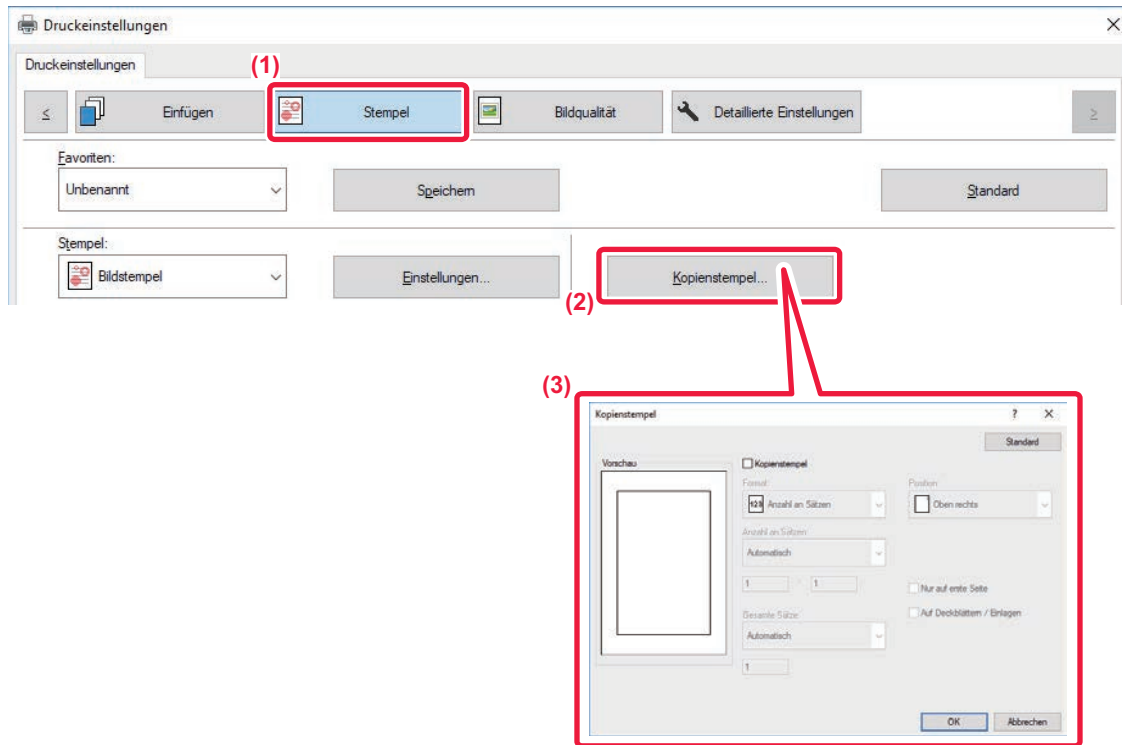 Druckeinstellungen
Druckeinstellungen
(1)
≤ Einfügen Stempel Bildqualität Detaillierte Einstellungen ≥
Favoriten:
Unbenannt Speichern Standard
Stempel:
Bildstempel Einstellungen... Kopienstempel...
(2)
(3)
Kopienstempel ? X
Standard
Vorschau Kopienstempel
Format: Position:
123 Anzahl an Sätzen Oben rechts
Anzahl an Sätzen:
Automatisch
1 - 1 Nur auf erste Seite
Gesamte Sätze: Auf Deckblättern / Einlagen
Automatisch
1
OK Abbrechen